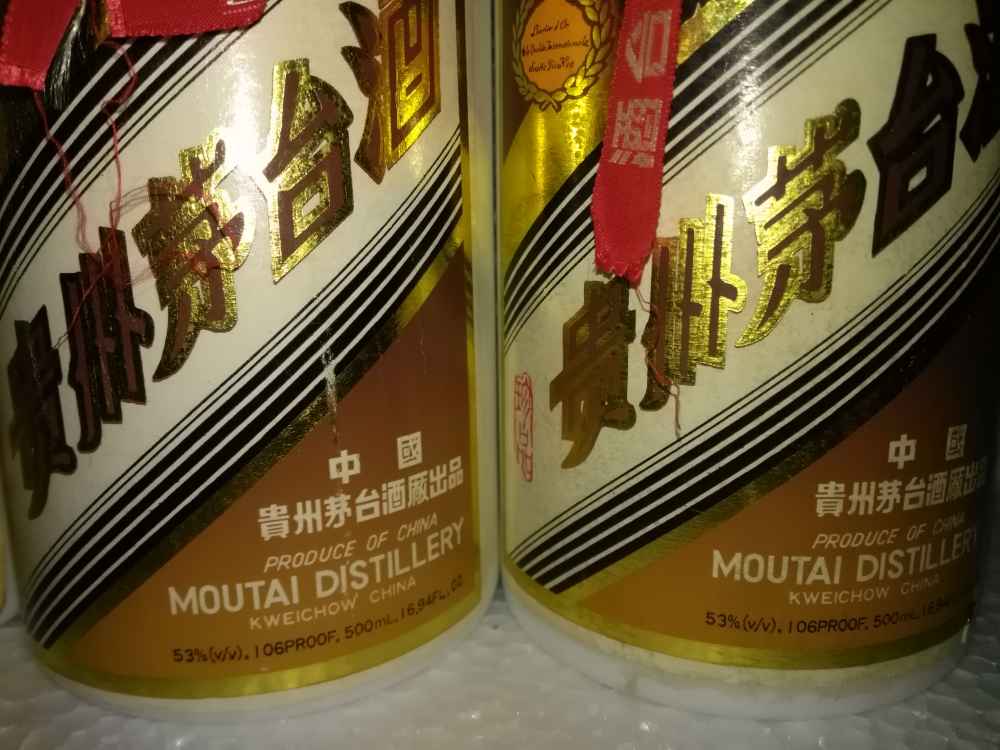 貴州茅台酒
中國
貴州茅台酒廠出品
PRODUCE OF CHINA
MOUTAI DISTILLERY
KWEICHOW CHINA
53%(v/v). 106PROOF. 500mL. 16.94FL. OZ
貴州茅台
中國
貴州茅台酒廠出品
PRODUCE OF CHINA
MOUTAI DISTILLERY
KWEICHOW CHINA
53%(v/v). 106PROOF. 500mL. 16.94